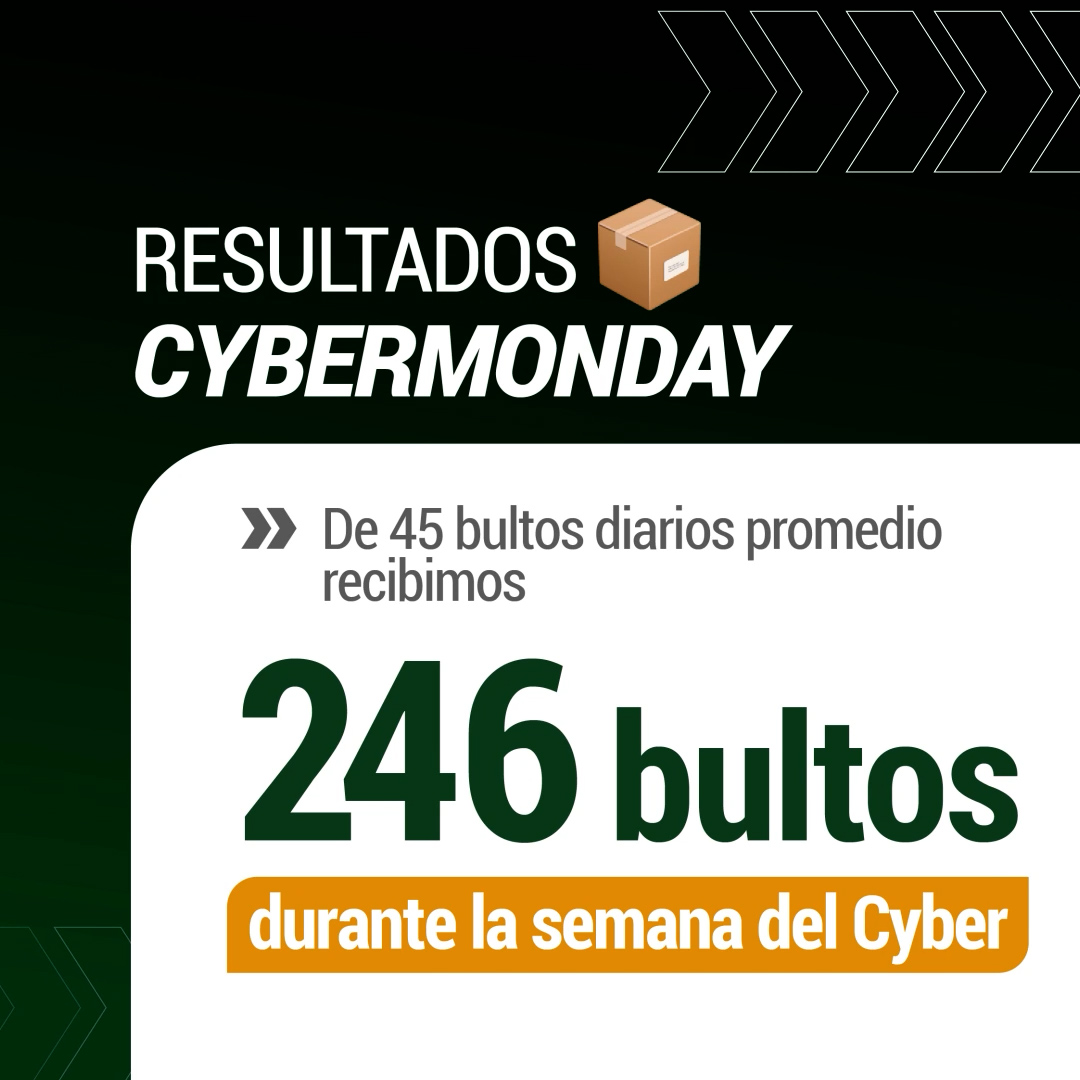 RESULTADOS
CYBERMONDAY
De 45 bultos diarios promedio
recibimos
246 bultos
durante la semana del Cyber